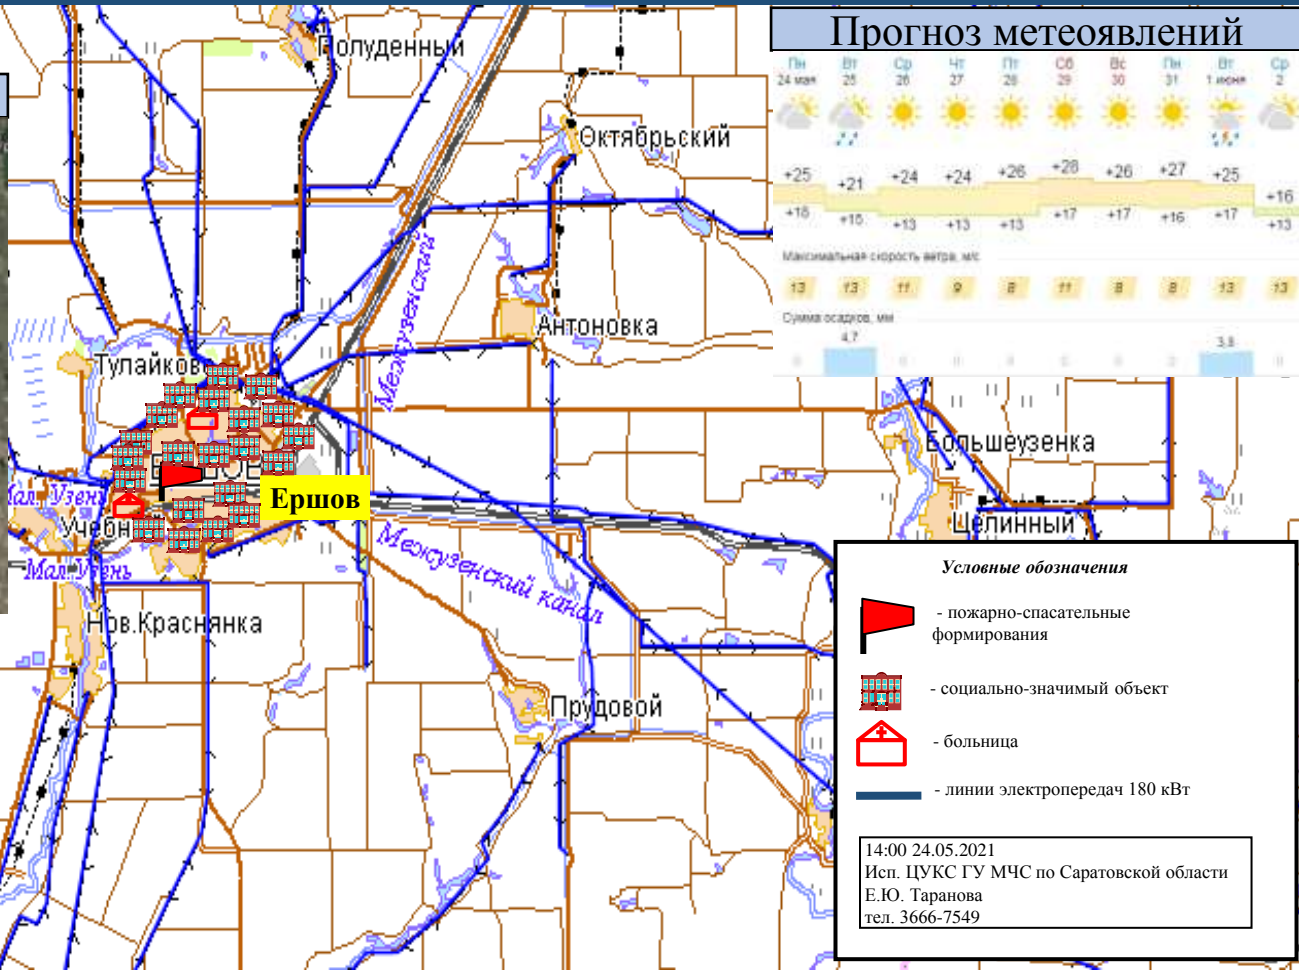 Прогноз метеоявлений
Пн Вт Ср Чт Пт Сб Вс Пн Вт Ср
24 мая 25 26 27 28 29 30 31 1 июня 2
+25 +21 +24 +24 +26 +28 +26 +27 +25 +16
+13 +13 +13 +17 +17 +16 +17 +13
Максимальная скорость ветра, м/с
13 13 11 9 8 11 8 8 13 13
Сумма осадков, мм
4,7 3,8
Полуденный
Октябрьский
Межузенский
Антоновка
Тулайково
Большеузенка
Ершов
Мал. Узень
Целинный
Межузенский канал
Мал. Узень
Нов.Краснянка
Прудовой
Условные обозначения
- пожарно-спасательные
формирования
- социально-значимый объект
- больница
- линии электропередач 180 кВт
14:00 24.05.2021
Исп. ЦУКС ГУ МЧС по Саратовской области
Е.Ю. Таранова
тел. 3666-7549